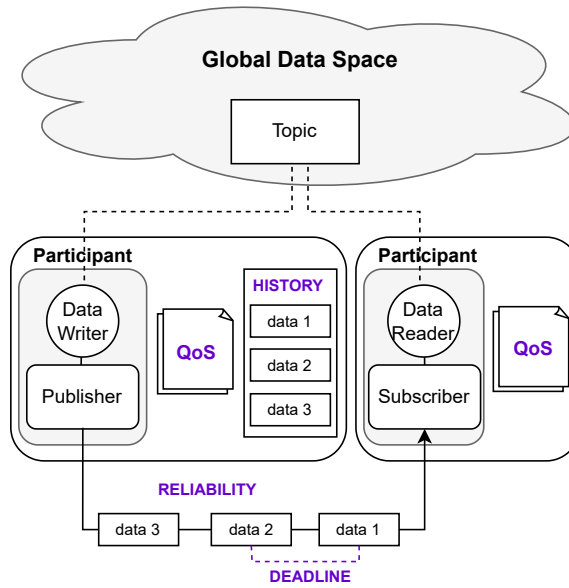 Global Data Space
Topic
Participant
Data
Writer
Publisher
QoS
HISTORY
data 1
data 2
data 3
Participant
Data
Reader
Subscriber
QoS
RELIABILITY
data 3
data 2
data 1
DEADLINE